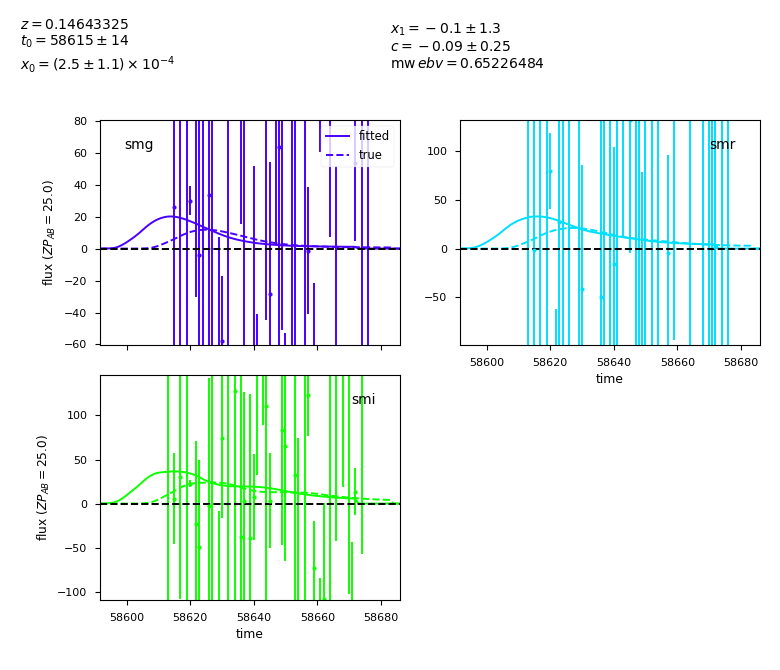 z = 0.14643325
t₀ = 58615 ± 14
x₀ = (2.5 ± 1.1) × 10⁻⁴
x₁ = −0.1 ± 1.3
c = −0.09 ± 0.25
mw ebv = 0.65226484
80
60
40
20
0
−20
−40
−60
flux (ZP_AB = 25.0)
smg
fitted
true
100
50
0
−50
smr
58600 58620 58640 58660 58680
time
100
50
0
−50
−100
flux (ZP_AB = 25.0)
smi
58600 58620 58640 58660 58680
time